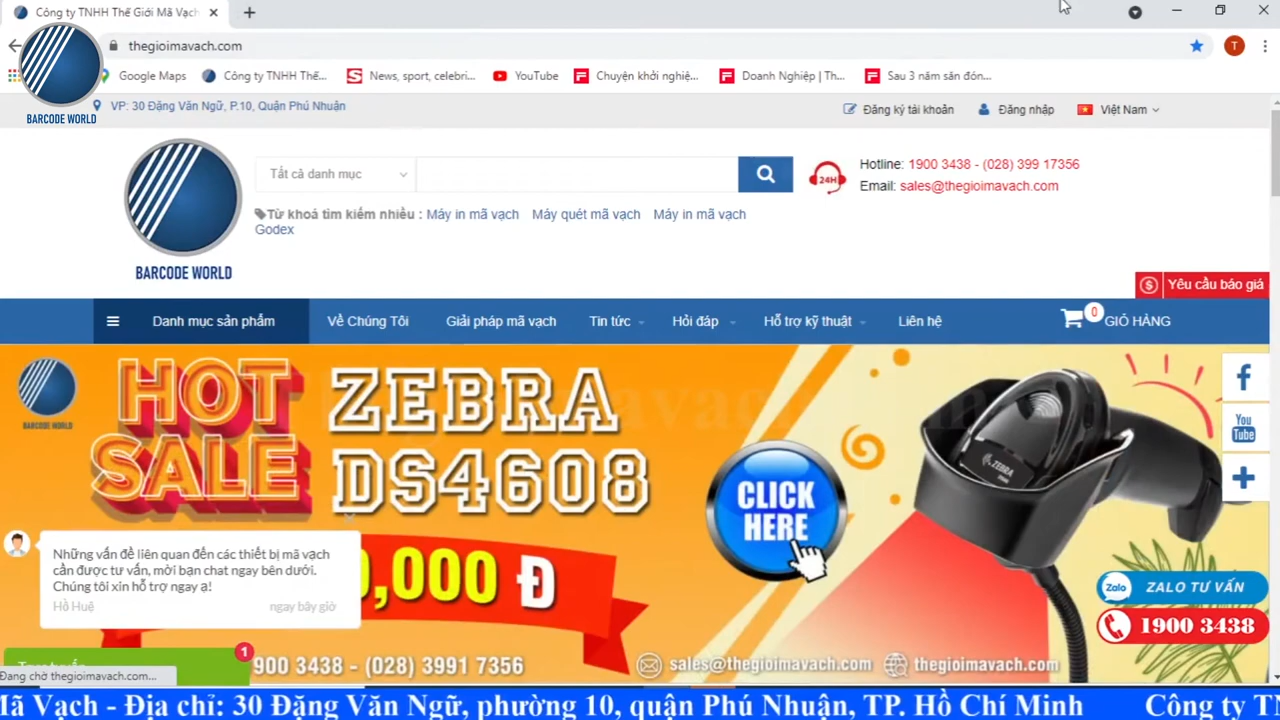 Công ty TNHH Thế Giới Mã Vạch
thegioimavach.com
T
Google Maps
Công ty TNHH Thế...
News, sport, celebri...
YouTube
Chuyện khởi nghiệ...
Doanh Nghiệp | Th...
Sau 3 năm săn đón...
BARCODE WORLD
VP: 30 Đặng Văn Ngữ, P.10, Quận Phú Nhuận
Đăng ký tài khoản
Đăng nhập
Việt Nam
BARCODE WORLD
Tất cả danh mục
Từ khoá tìm kiếm nhiều : Máy in mã vạch Máy quét mã vạch Máy in mã vạch
Godex
24H
Hotline: 1900 3438 - (028) 399 17356
Email: sales@thegioimavach.com
Yêu cầu báo giá
Danh mục sản phẩm
Về Chúng Tôi
Giải pháp mã vạch
Tin tức
Hỏi đáp
Hỗ trợ kỹ thuật
Liên hệ
0
GIỎ HÀNG
BARCODE WORLD
HOT
SALE
ZEBRA
DS4608
CLICK
HERE
ZEBRA
You
Tube
0,000 Đ
Những vấn đề liên quan đến các thiết bị mã vạch
cần được tư vấn, mời bạn chat ngay bên dưới.
Chúng tôi xin hỗ trợ ngay ạ!
Hồ Huệ
ngay bây giờ
Zalo
ZALO TƯ VẤN
1900 3438
1
Đang chờ thegioimavach.com...
900 3438 - (028) 3991 7356
sales@thegioimavach.com
thegioimavach.com
Mã Vạch - Địa chỉ: 30 Đặng Văn Ngữ, phường 10, quận Phú Nhuận, TP. Hồ Chí Minh
Công ty T